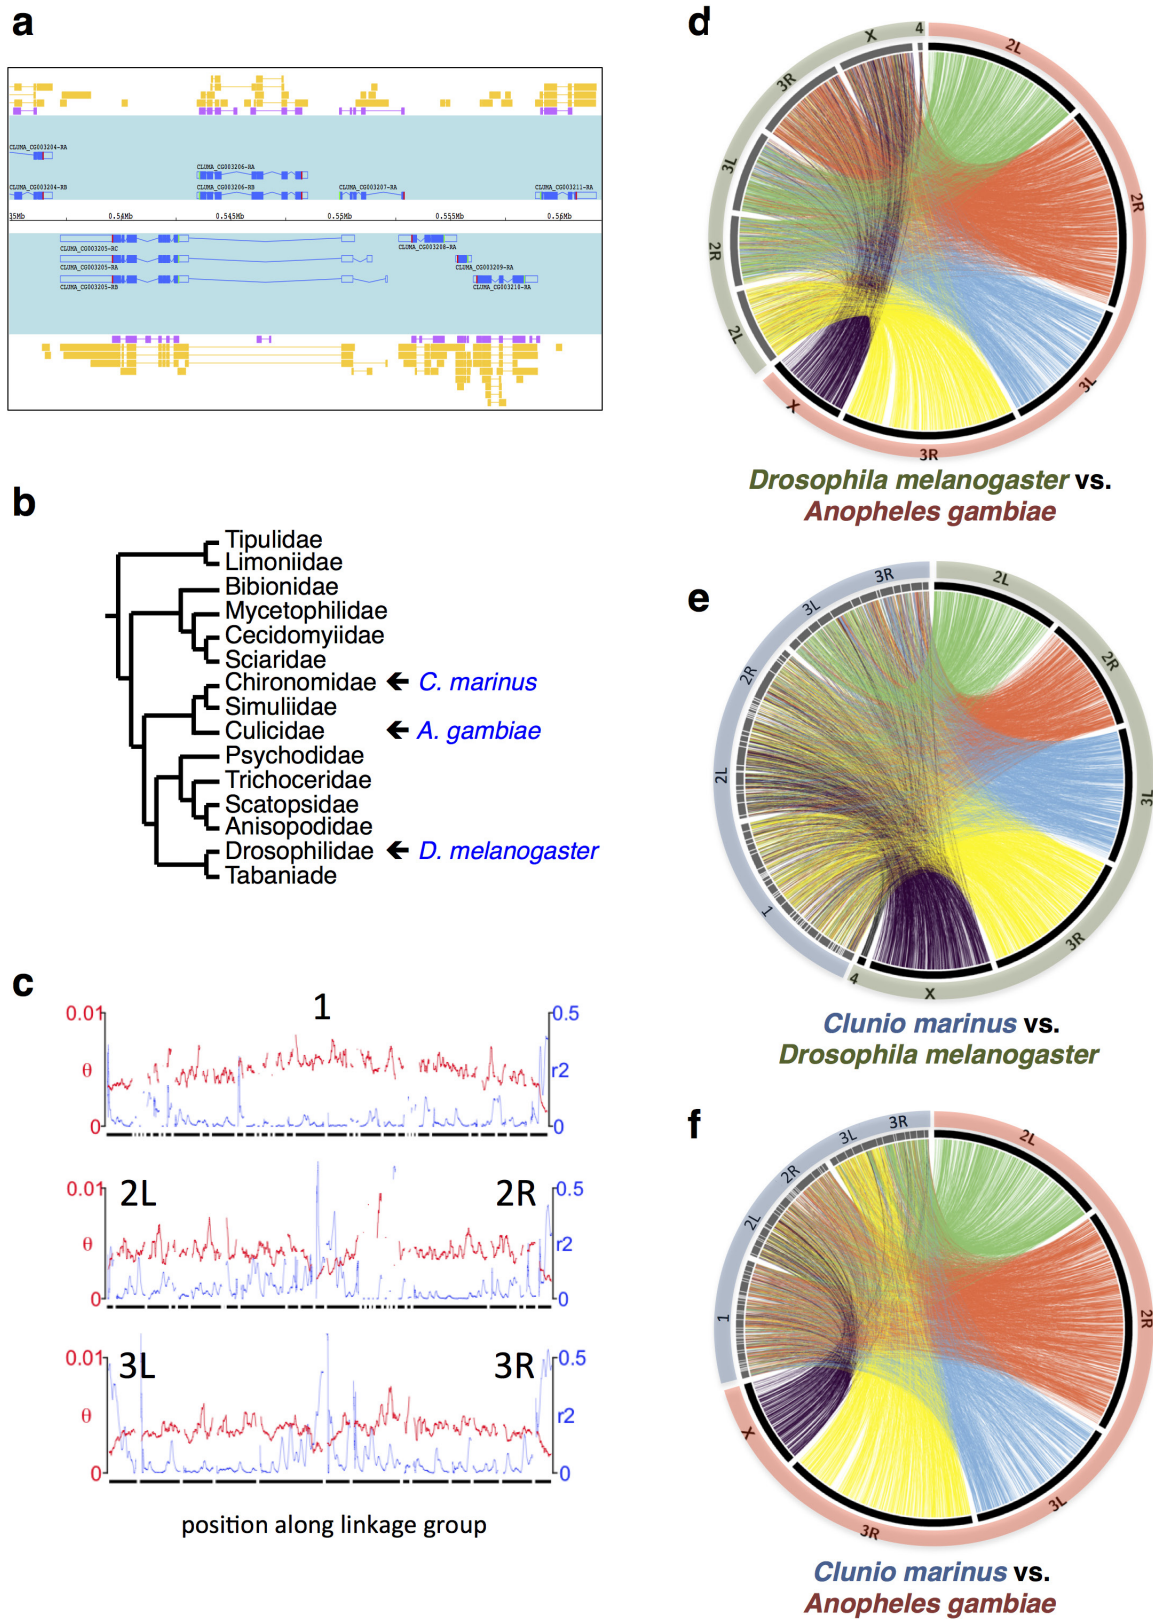 a
CLUMA_CG003204-RA
CLUMA_CG003206-RA
CLUMA_CG003204-RB
CLUMA_CG003206-RB
CLUMA_CG003207-RA
CLUMA_CG003211-RA
35Mb 0.54Mb 0.545Mb 0.55Mb 0.555Mb 0.56Mb
CLUMA_CG003205-RC
CLUMA_CG003208-RA
CLUMA_CG003205-RA
CLUMA_CG003209-RA
CLUMA_CG003205-RB
CLUMA_CG003210-RA
b
Tipulidae
Limoniidae
Bibionidae
Mycetophilidae
Cecidomyiidae
Sciaridae
Chironomidae C. marinus
Simuliidae
Culicidae A. gambiae
Psychodidae
Trichoceridae
Scatopsidae
Anisopodidae
Drosophilidae D. melanogaster
Tabaniade
c
1
0.01 0.5
θ r2
0 0
2L 2R
0.01 0.5
θ r2
0 0
3L 3R
0.01 0.5
θ r2
0 0
position along linkage group
d
2L
2R
3L
3R
X
2L
2R
3L
3R
X
4
Drosophila melanogaster vs.
Anopheles gambiae
e
2L
2R
3L
3R
X
4
1
2L
2R
3L
3R
Clunio marinus vs.
Drosophila melanogaster
f
2L
2R
3L
3R
X
1
2L
2R
3L
3R
Clunio marinus vs.
Anopheles gambiae